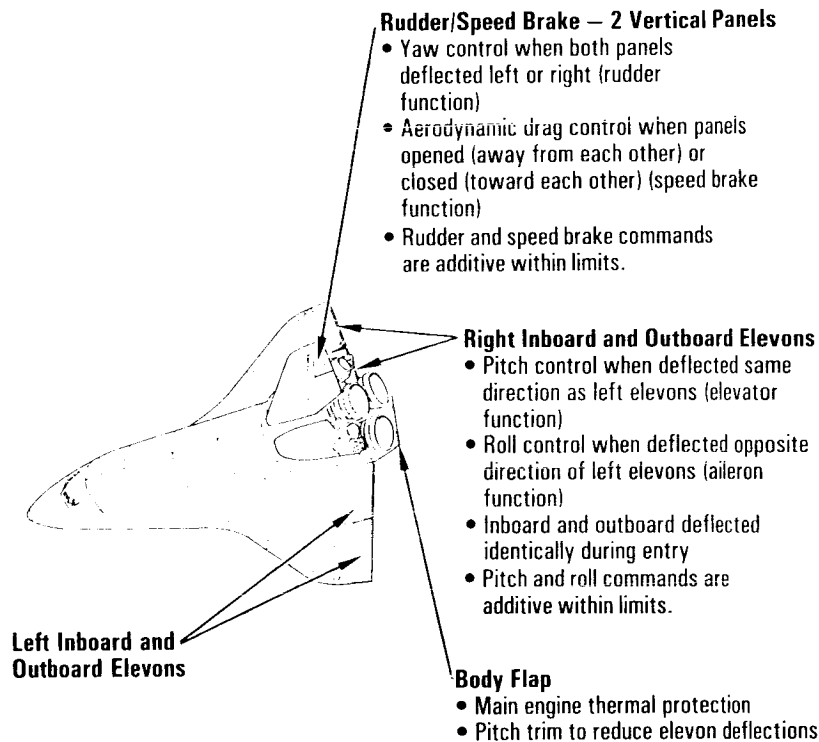 Rudder/Speed Brake — 2 Vertical Panels
• Yaw control when both panels
deflected left or right (rudder
function)
• Aerodynamic drag control when panels
opened (away from each other) or
closed (toward each other) (speed brake
function)
• Rudder and speed brake commands
are additive within limits.
Right Inboard and Outboard Elevons
• Pitch control when deflected same
direction as left elevons (elevator
function)
• Roll control when deflected opposite
direction of left elevons (aileron
function)
• Inboard and outboard deflected
identically during entry
• Pitch and roll commands are
additive within limits.
Left Inboard and
Outboard Elevons
Body Flap
• Main engine thermal protection
• Pitch trim to reduce elevon deflections